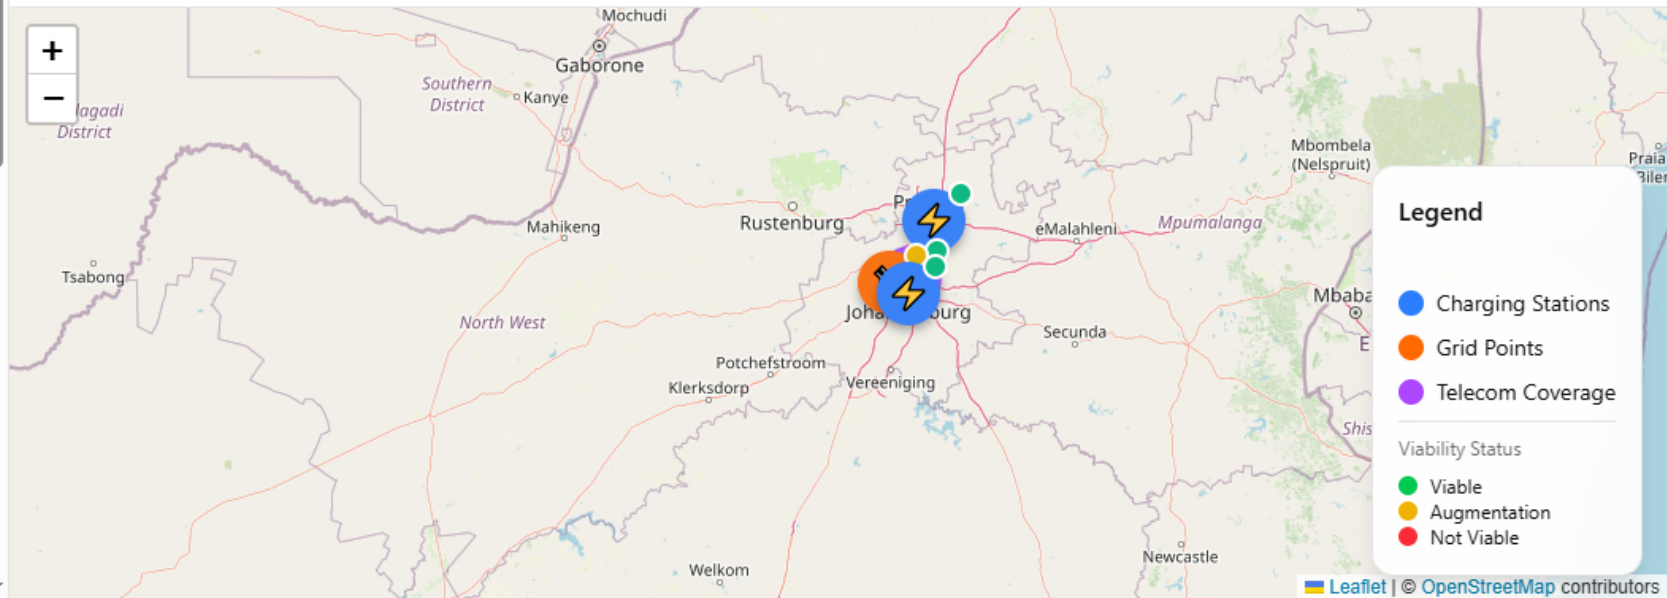 Mochudi
+
Gaborone
Southern
District
Kanye
−
District
Mbombela
(Nelspruit)
Praia
Rustenburg
Mahikeng
eMalahleni
Mpumalanga
Tsabong
North West
Secunda
Potchefstroom
Klerksdorp
Vereeniging
Welkom
Newcastle
Legend
Charging Stations
Grid Points
Telecom Coverage
Viability Status
Viable
Augmentation
Not Viable
Leaflet | © OpenStreetMap contributors